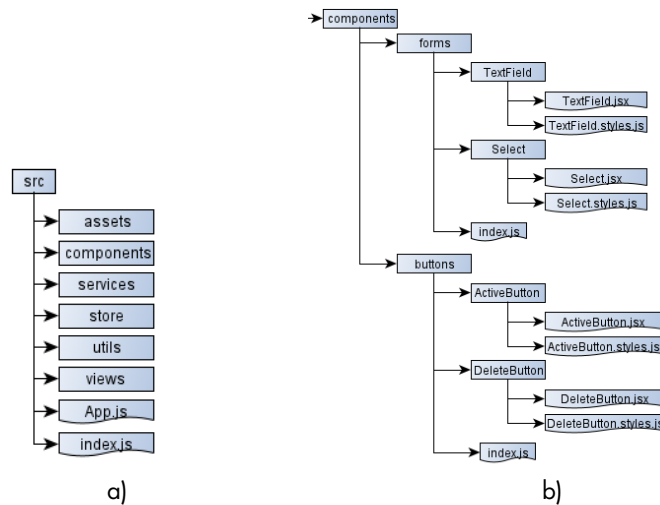 src
assets
components
services
store
utils
views
App.js
index.js
a)
components
forms
TextField
TextField.jsx
TextField.styles.js
Select
Select.jsx
Select.styles.js
index.js
buttons
ActiveButton
ActiveButton.jsx
ActiveButton.styles.js
DeleteButton
DeleteButton.jsx
DeleteButton.styles.js
index.js
b)